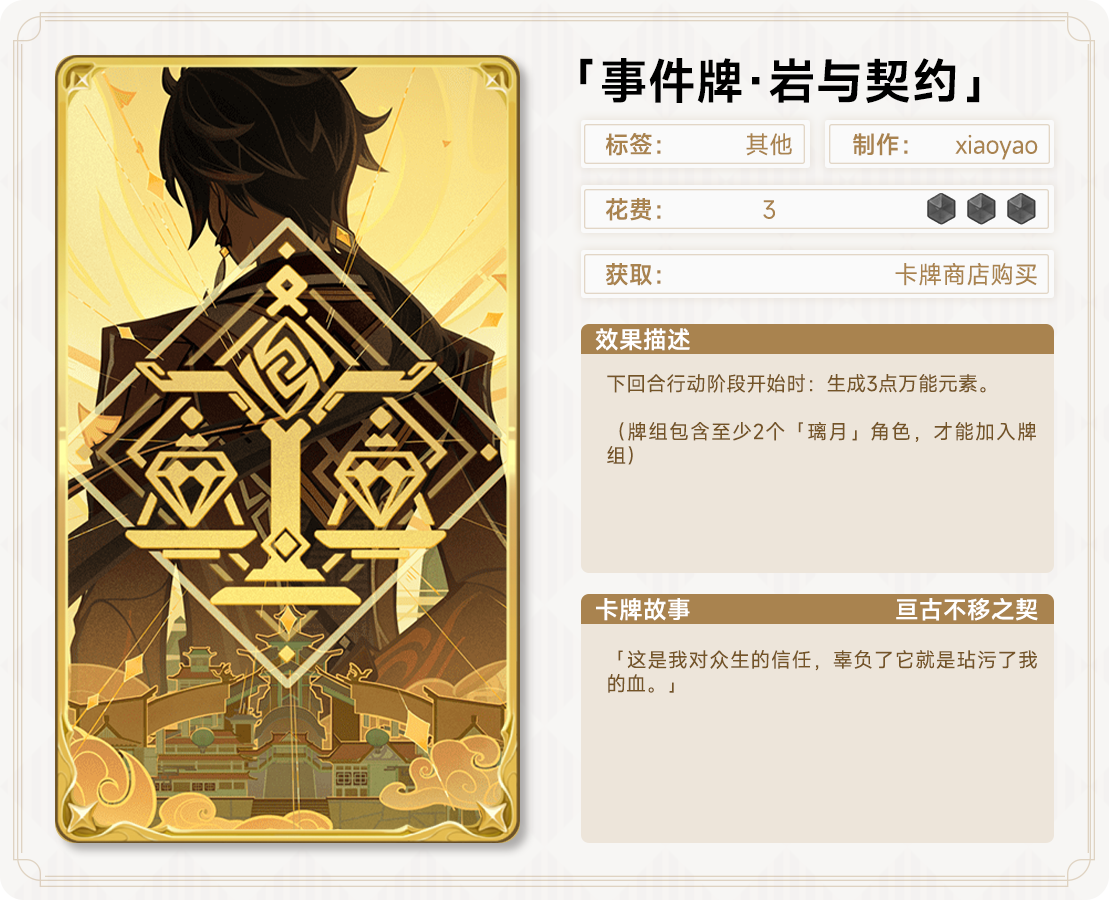 「事件牌·岩与契约」
标签： 其他 制作： xiaoyao
花费： 3
获取： 卡牌商店购买
效果描述
下回合行动阶段开始时：生成3点万能元素。
（牌组包含至少2个「璃月」角色，才能加入牌
组）
卡牌故事 亘古不移之契
「这是我对众生的信任，辜负了它就是玷污了我
的血。」